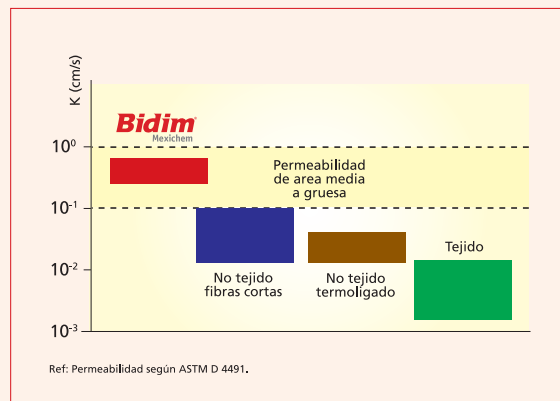 K (cm/s)
Bidim
Mexichem
10⁰
Permeabilidad
de area media
a gruesa
10⁻¹
Tejido
10⁻²
No tejido
fibras cortas
No tejido
termoligado
10⁻³
Ref: Permeabilidad según ASTM D 4491.